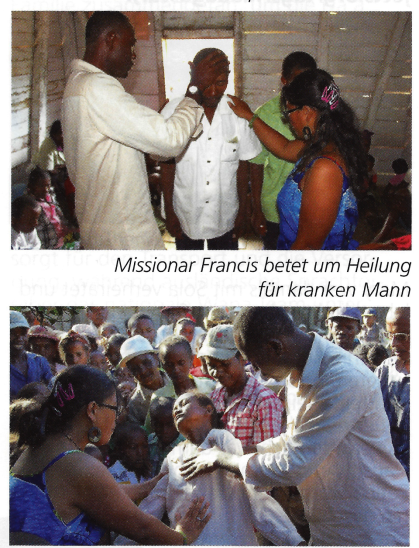 Missionar Francis betet um Heilung
für kranken Mann